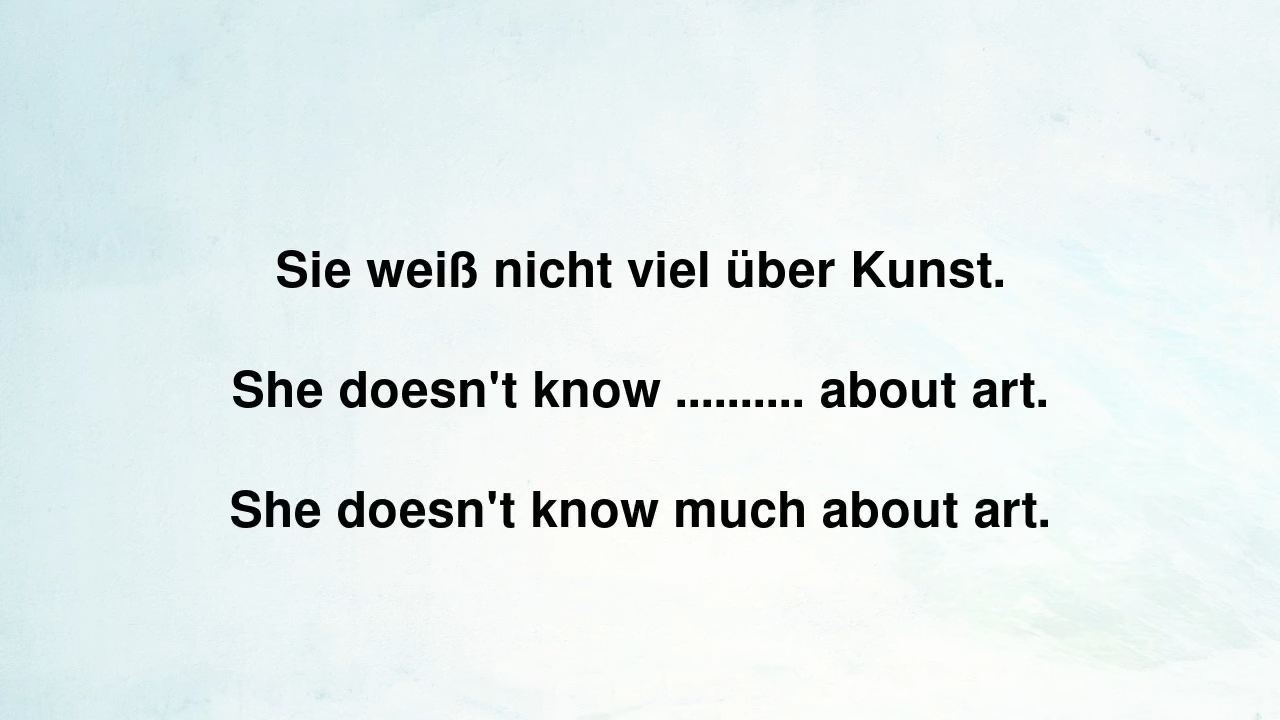 Sie weiß nicht viel über Kunst.
She doesn't know .......... about art.
She doesn't know much about art.